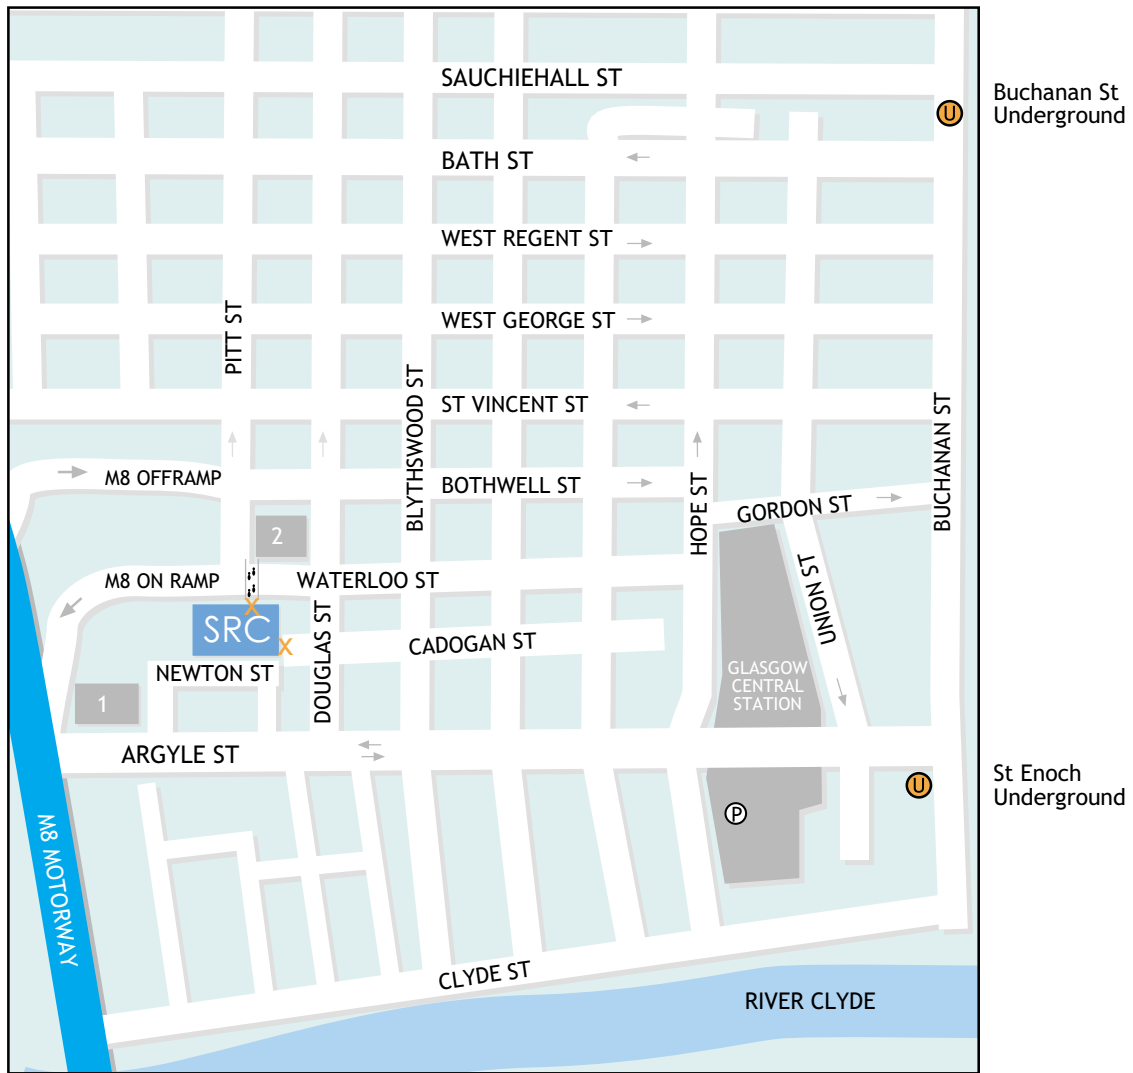 SAUCHIEHALL ST
Buchanan St
Underground
U
BATH ST
WEST REGENT ST
WEST GEORGE ST
PITT ST
BLYTHSWOOD ST
ST VINCENT ST
BUCHANAN ST
M8 OFFRAMP
BOTHWELL ST
HOPE ST
GORDON ST
2
M8 ON RAMP
WATERLOO ST
UNION ST
X
SRC
X
CADOGAN ST
DOUGLAS ST
NEWTON ST
GLASGOW
CENTRAL
STATION
1
ARGYLE ST
St Enoch
Underground
U
P
M8 MOTORWAY
CLYDE ST
RIVER CLYDE